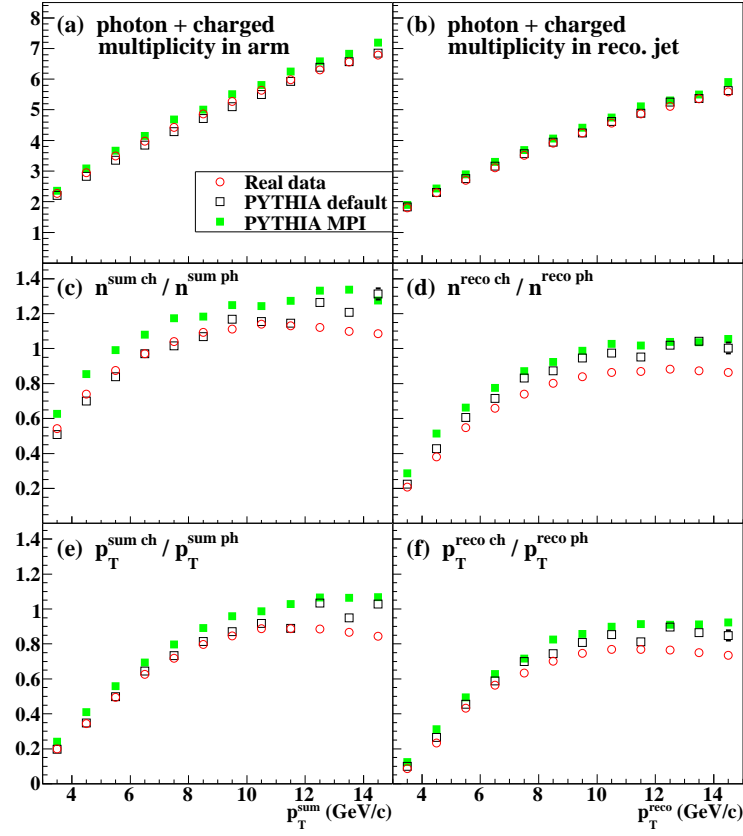 (a) photon + charged
multiplicity in arm
8
7
6
5
4
3
2
1
Real data
PYTHIA default
PYTHIA MPI
(b) photon + charged
multiplicity in reco. jet
(c) n^sum ch / n^sum ph
1.4
1.2
1
0.8
0.6
0.4
0.2
(d) n^reco ch / n^reco ph
(e) p_T^sum ch / p_T^sum ph
1.4
1.2
1
0.8
0.6
0.4
0.2
0
4 6 8 10 12 14
p_T^sum (GeV/c)
(f) p_T^reco ch / p_T^reco ph
4 6 8 10 12 14
p_T^reco (GeV/c)